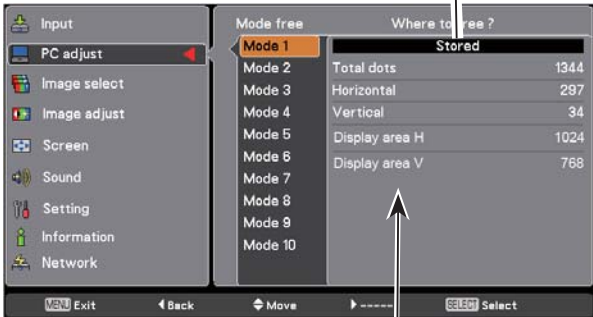 Input
PC adjust
Image select
Image adjust
Screen
Sound
Setting
Information
Network
Mode free
Mode 1
Mode 2
Mode 3
Mode 4
Mode 5
Mode 6
Mode 7
Mode 8
Mode 9
Mode 10
Where to free ?
Stored
Total dots 1344
Horizontal 297
Vertical 34
Display area H 1024
Display area V 768
MENU Exit Back Move ----- SELECT Select